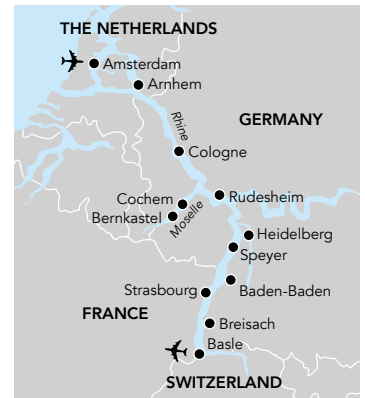 THE NETHERLANDS
Amsterdam
Arnhem
Rhine
GERMANY
Cologne
Cochem
Rudesheim
Bernkastel
Moselle
Heidelberg
Speyer
Strasbourg
Baden-Baden
FRANCE
Breisach
Basle
SWITZERLAND